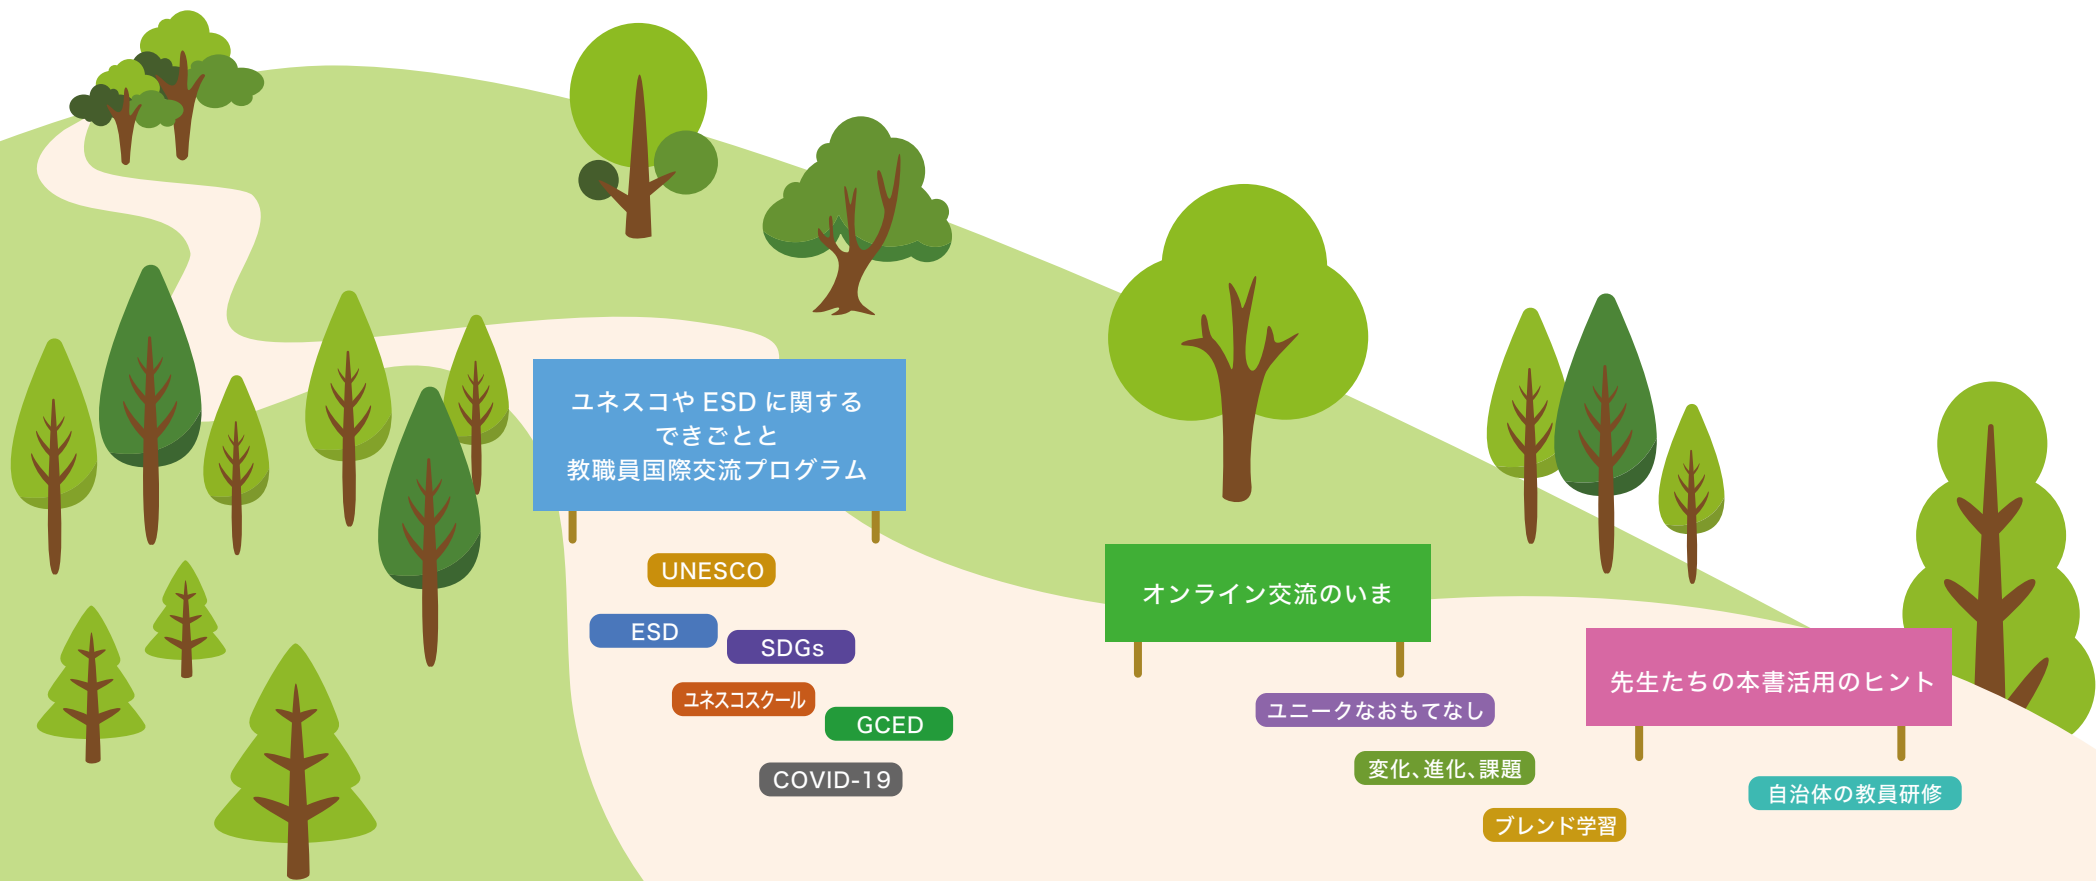 ユネスコや ESD に関する
できごとと
教職員国際交流プログラム
UNESCO
ESD
SDGs
ユネスコスクール
GCED
COVID-19
オンライン交流のいま
ユニークなおもてなし
変化、進化、課題
ブレンド学習
先生たちの本書活用のヒント
自治体の教員研修